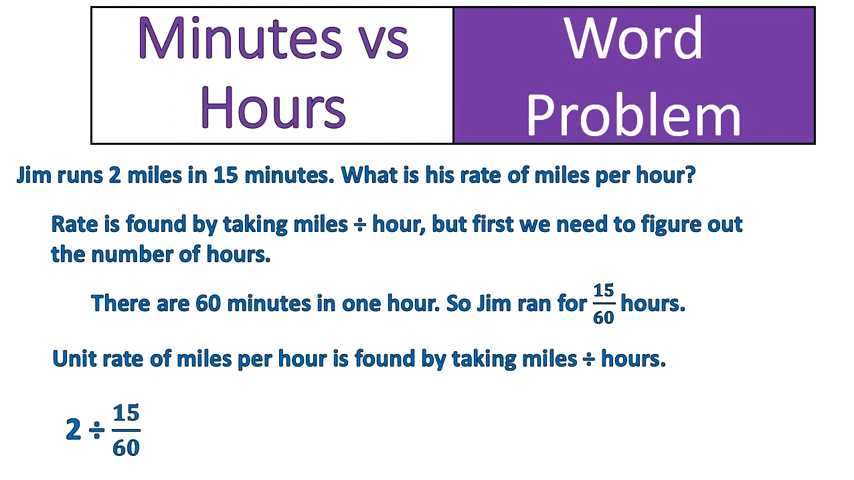 Minutes vs
Hours
Word
Problem
Jim runs 2 miles in 15 minutes. What is his rate of miles per hour?
Rate is found by taking miles ÷ hour, but first we need to figure out
the number of hours.
There are 60 minutes in one hour. So Jim ran for 15/60 hours.
Unit rate of miles per hour is found by taking miles ÷ hours.
2 ÷ 15/60